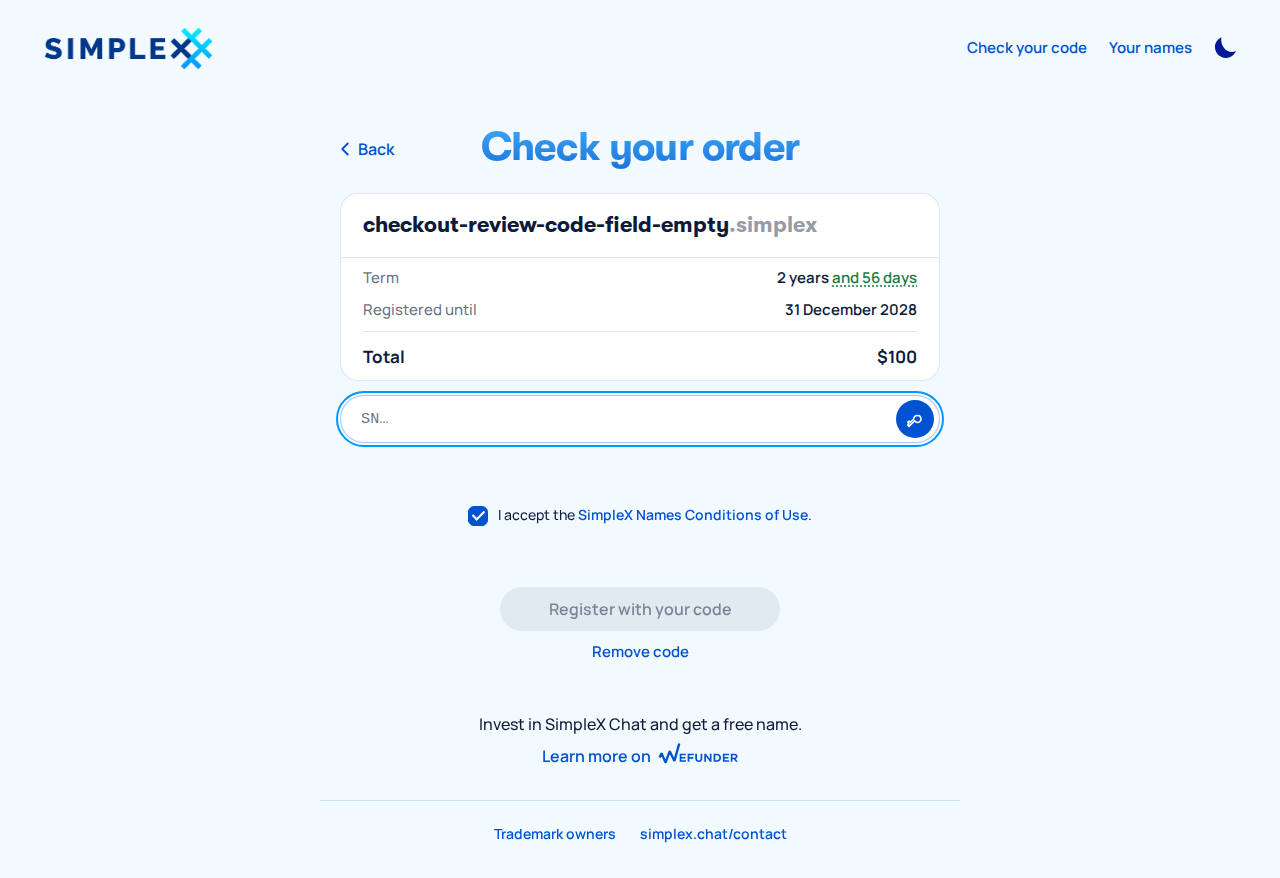 SIMPLEX
Check your code
Your names
Back
Check your order
checkout-review-code-field-empty.simplex
Term
2 years and 56 days
Registered until
31 December 2028
Total
$100
SN…
I accept the SimpleX Names Conditions of Use.
Register with your code
Remove code
Invest in SimpleX Chat and get a free name.
Learn more on WEFUNDER
Trademark owners
simplex.chat/contact